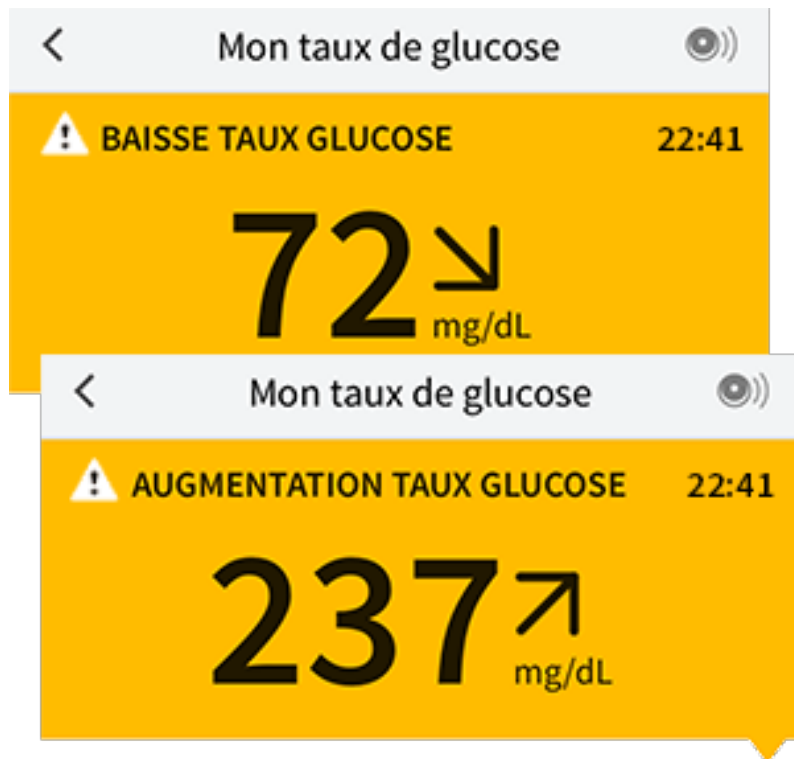 Mon taux de glucose
BAISSE TAUX GLUCOSE 22:41
72
mg/dL
Mon taux de glucose
AUGMENTATION TAUX GLUCOSE 22:41
237
mg/dL